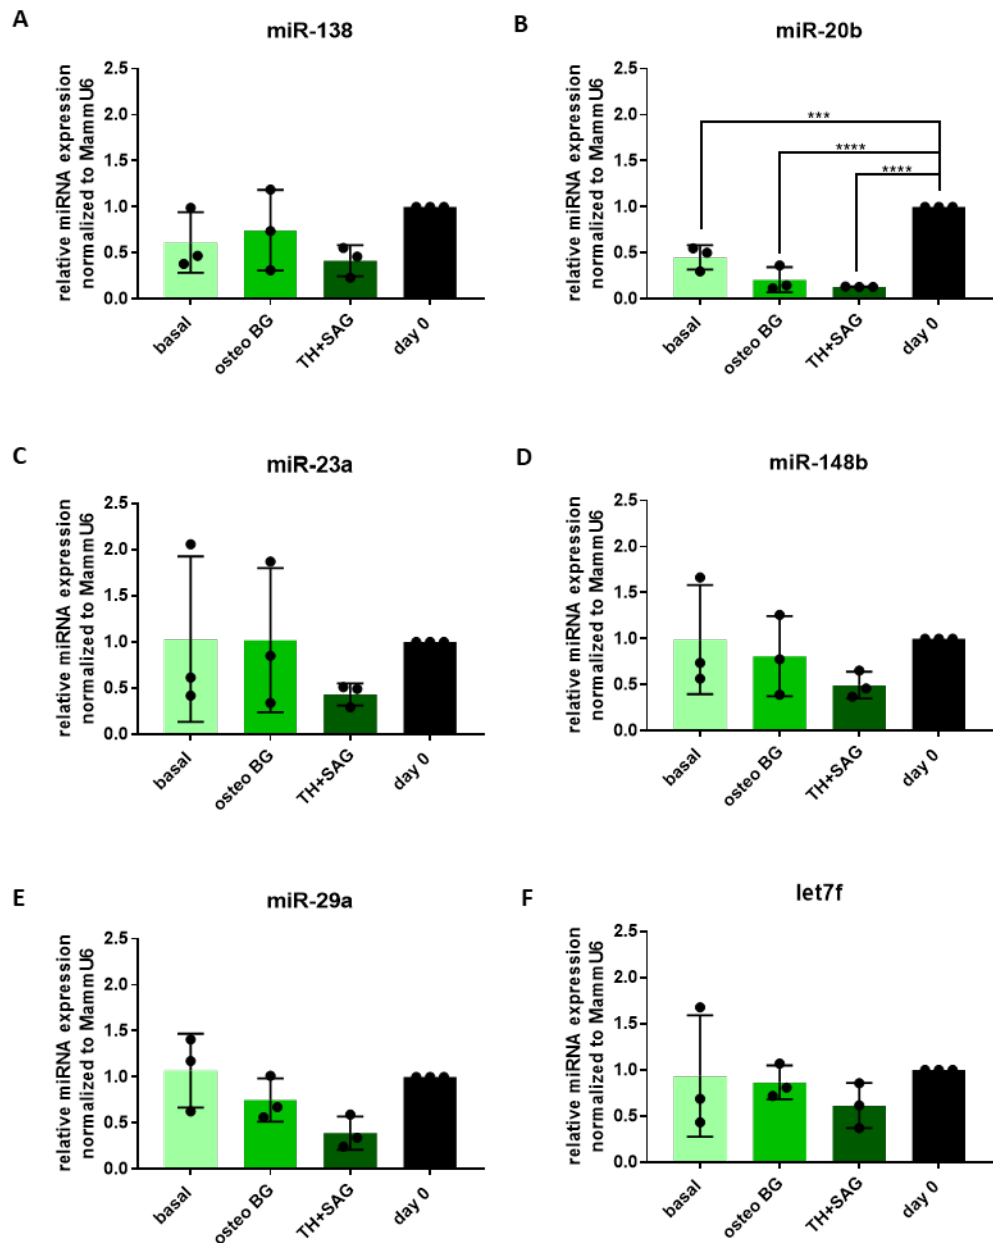 A
miR-138
relative miRNA expression
normalized to MammU6
2.5
2.0
1.5
1.0
0.5
0.0
basal
osteo BG
TH+SAG
day 0
B
miR-20b
relative miRNA expression
normalized to MammU6
2.5
2.0
1.5
1.0
0.5
0.0
***
****
****
basal
osteo BG
TH+SAG
day 0
C
miR-23a
relative miRNA expression
normalized to MammU6
2.5
2.0
1.5
1.0
0.5
0.0
basal
osteo BG
TH+SAG
day 0
D
miR-148b
relative miRNA expression
normalized to MammU6
2.5
2.0
1.5
1.0
0.5
0.0
basal
osteo BG
TH+SAG
day 0
E
miR-29a
relative miRNA expression
normalized to MammU6
2.5
2.0
1.5
1.0
0.5
0.0
basal
osteo BG
TH+SAG
day 0
F
let7f
relative miRNA expression
normalized to MammU6
2.5
2.0
1.5
1.0
0.5
0.0
basal
osteo BG
TH+SAG
day 0